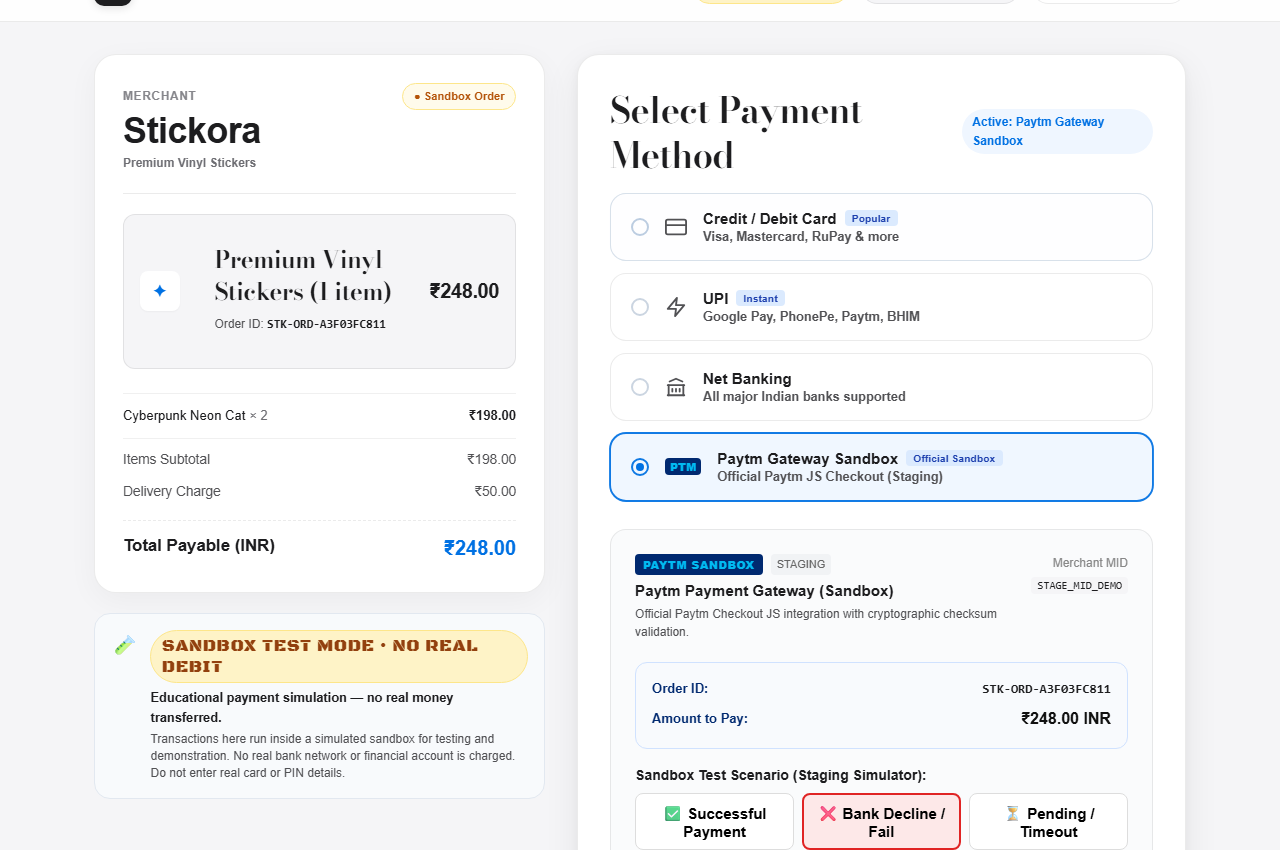 MERCHANT
● Sandbox Order
Stickora
Premium Vinyl Stickers
Premium Vinyl
Stickers (1 item)
₹248.00
Order ID: STK-ORD-A3F03FC811
Cyberpunk Neon Cat × 2
₹198.00
Items Subtotal
₹198.00
Delivery Charge
₹50.00
Total Payable (INR)
₹248.00
SANDBOX TEST MODE • NO REAL
DEBIT
Educational payment simulation — no real money
transferred.
Transactions here run inside a simulated sandbox for testing and
demonstration. No real bank network or financial account is charged.
Do not enter real card or PIN details.
Select Payment
Method
Active: Paytm Gateway
Sandbox
Credit / Debit Card Popular
Visa, Mastercard, RuPay & more
UPI Instant
Google Pay, PhonePe, Paytm, BHIM
Net Banking
All major Indian banks supported
PTM
Paytm Gateway Sandbox Official Sandbox
Official Paytm JS Checkout (Staging)
PAYTM SANDBOX STAGING
Merchant MID
STAGE_MID_DEMO
Paytm Payment Gateway (Sandbox)
Official Paytm Checkout JS integration with cryptographic checksum
validation.
Order ID:
STK-ORD-A3F03FC811
Amount to Pay:
₹248.00 INR
Sandbox Test Scenario (Staging Simulator):
✅ Successful
Payment
❌ Bank Decline /
Fail
⏳ Pending /
Timeout